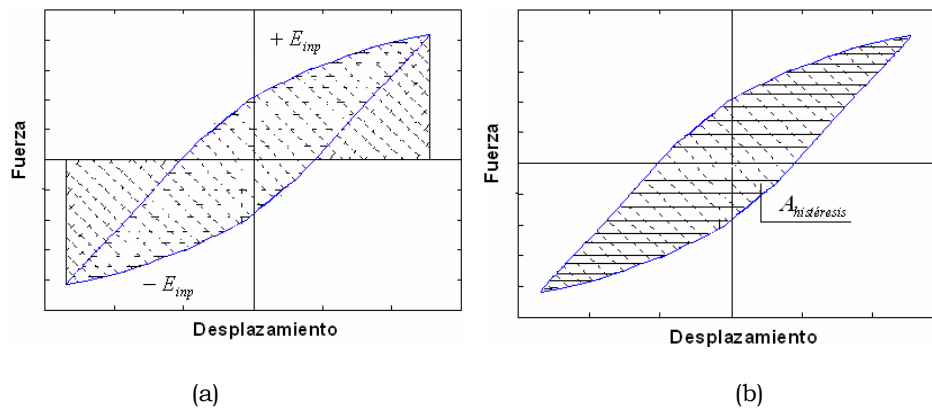 + E_inp
Fuerza
− E_inp
Desplazamiento
(a)
Fuerza
A_histéresis
Desplazamiento
(b)